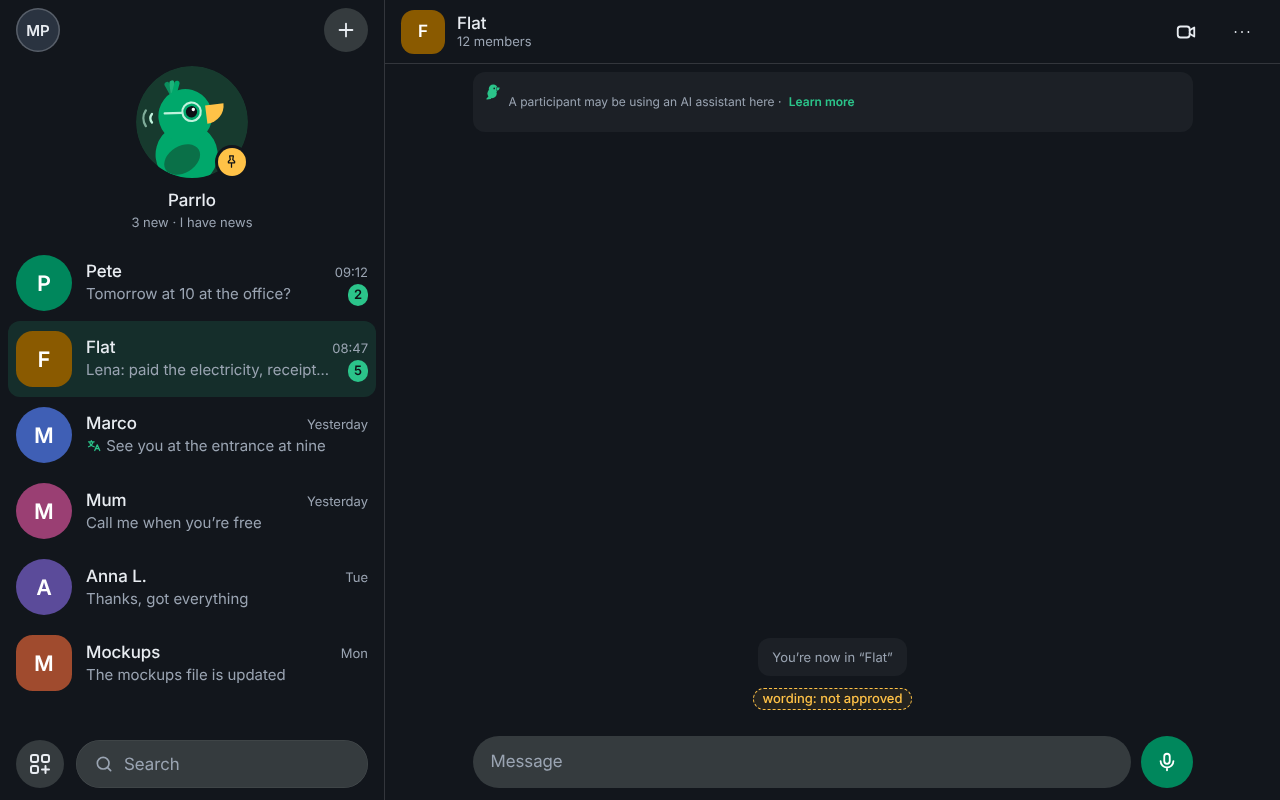 MP
Parrlo
3 new · I have news
P
Pete
09:12
Tomorrow at 10 at the office?
2
F
Flat
08:47
Lena: paid the electricity, receipt...
5
M
Marco
Yesterday
See you at the entrance at nine
M
Mum
Yesterday
Call me when you’re free
A
Anna L.
Tue
Thanks, got everything
M
Mockups
Mon
The mockups file is updated
Search
F
Flat
12 members
A participant may be using an AI assistant here · Learn more
You’re now in “Flat”
wording: not approved
Message